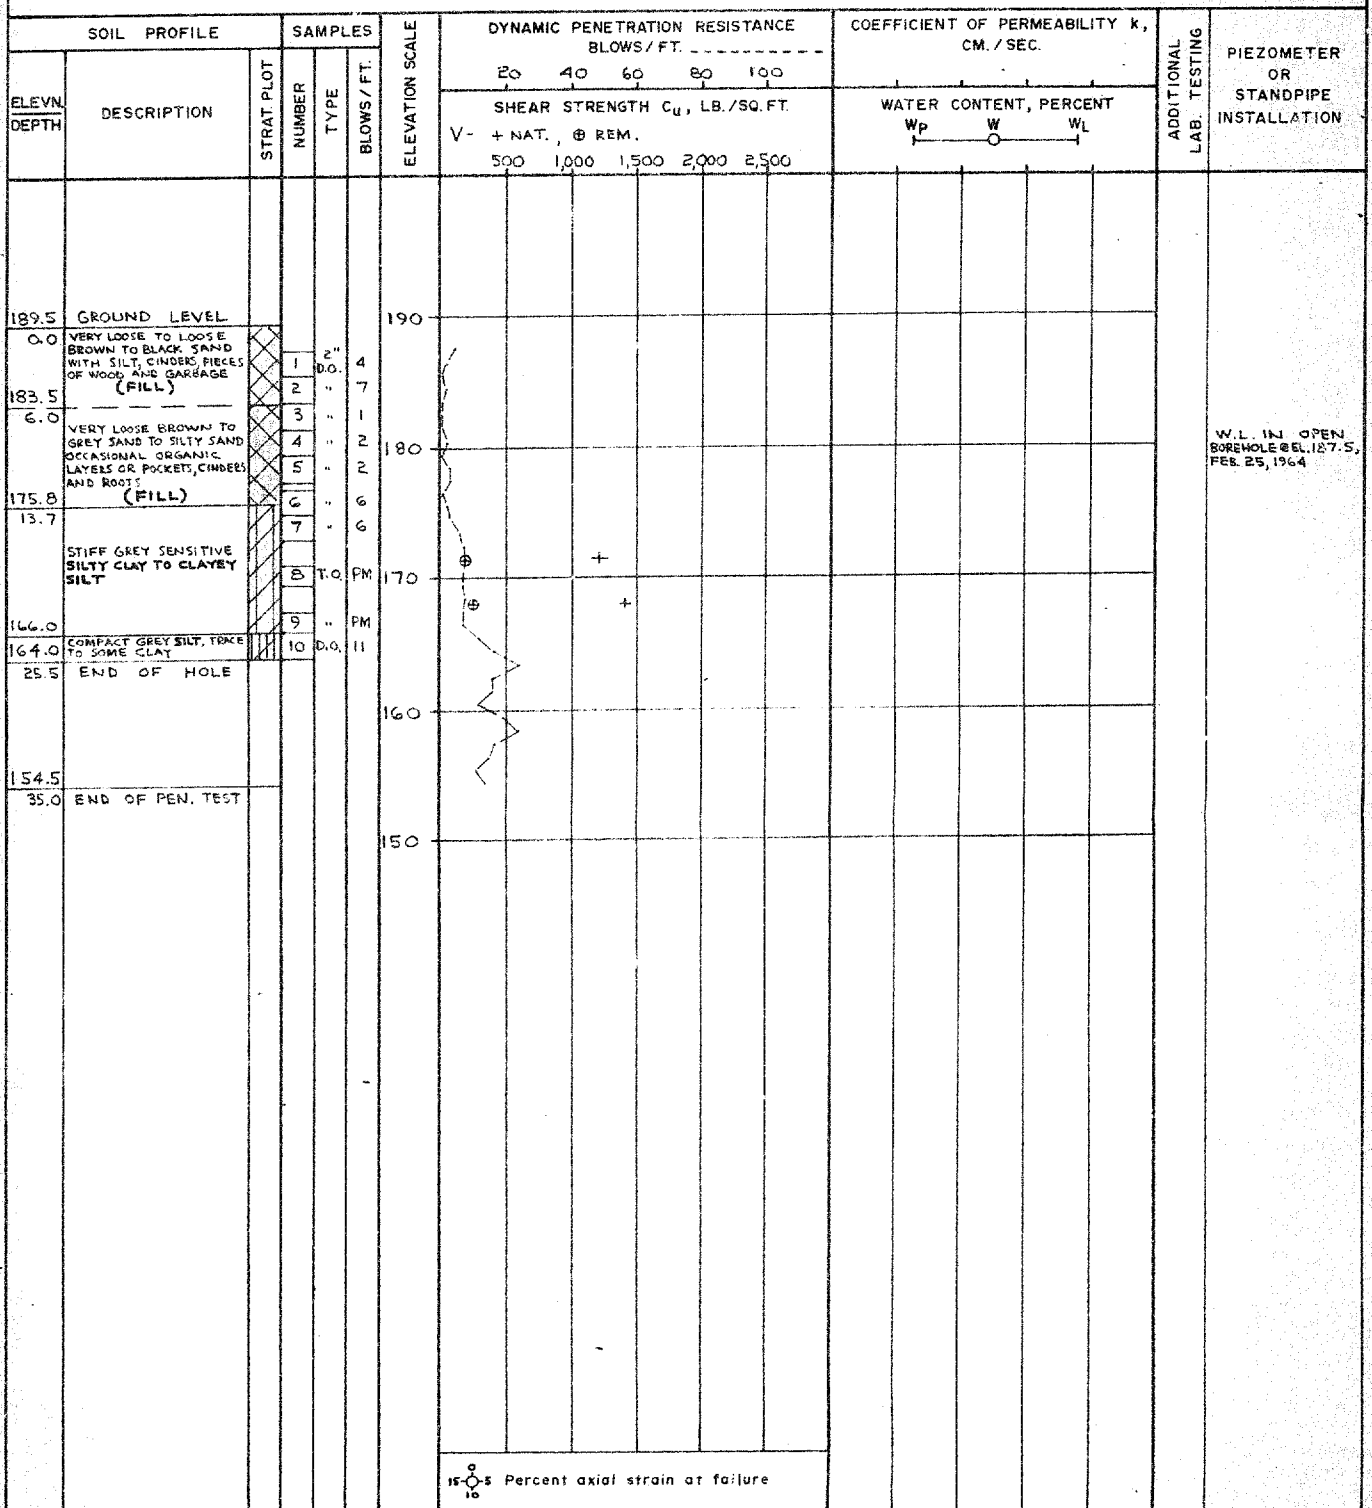 SOIL PROFILE
SAMPLES
ELEVATION SCALE
DYNAMIC PENETRATION RESISTANCE
BLOWS / FT. ----------
20 40 60 80 100
COEFFICIENT OF PERMEABILITY k,
CM. / SEC.
ADDITIONAL
LAB. TESTING
PIEZOMETER
OR
STANDPIPE
INSTALLATION
ELEVN.
DEPTH
DESCRIPTION
STRAT. PLOT
NUMBER
TYPE
BLOWS / FT.
SHEAR STRENGTH Cu, LB./SQ.FT.
V- + NAT., ⊕ REM.
500 1,000 1,500 2,000 2,500
WATER CONTENT, PERCENT
WP W WL
189.5 GROUND LEVEL
190
0.0 VERY LOOSE TO LOOSE
BROWN TO BLACK SAND
WITH SILT, CINDERS, PIECES
OF WOOD AND GARBAGE
(FILL)
1 2" D.O. 4
2 " 7
183.5
6.0
3 " 1
VERY LOOSE BROWN TO
GREY SAND TO SILTY SAND
OCCASIONAL ORGANIC
LAYERS OR POCKETS, CINDERS
AND ROOTS
(FILL)
4 " 2
180
5 " 2
W.L. IN OPEN
BOREHOLE @ EL. 187.5,
FEB. 25, 1964
175.8
6 " 6
13.7
7 " 6
STIFF GREY SENSITIVE
SILTY CLAY TO CLAYEY
SILT
8 T.O. PM
170
9 " PM
166.0
COMPACT GREY SILT, TRACE
TO SOME CLAY
10 D.O. 11
164.0
25.5 END OF HOLE
160
154.5
35.0 END OF PEN. TEST
150
0
15 5 Percent axial strain at failure
10